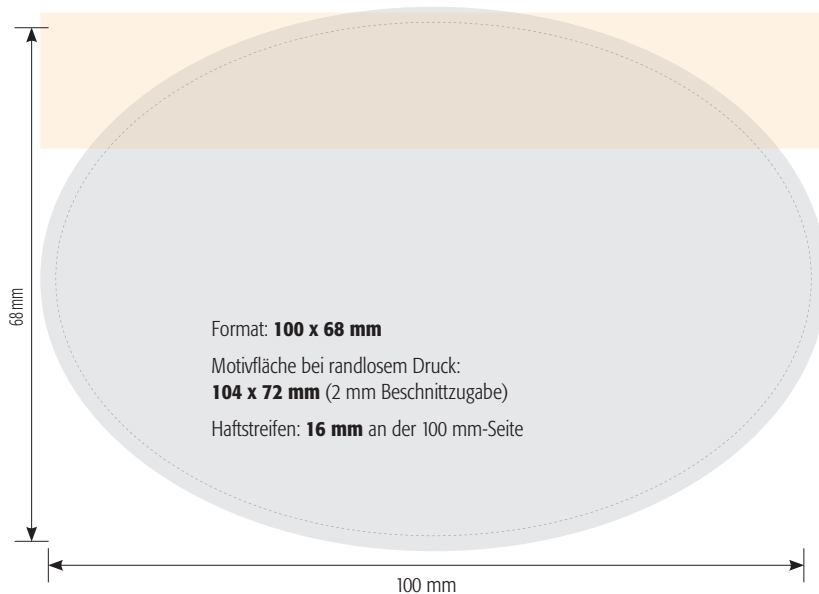 68 mm
Format: 100 x 68 mm
Motivfläche bei randlosem Druck:
104 x 72 mm (2 mm Beschnittzugabe)
Haftstreifen: 16 mm an der 100 mm-Seite
100 mm